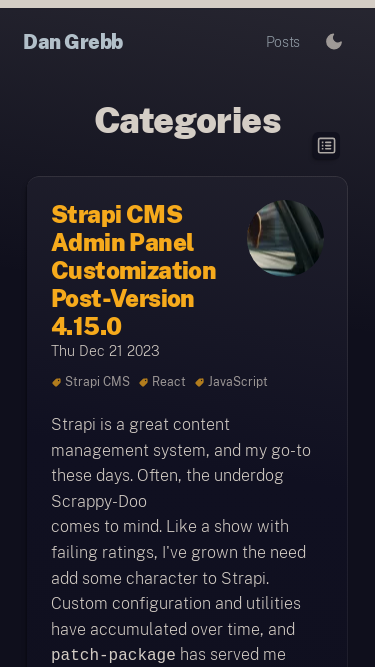 Dan Grebb
Posts
Categories
Strapi CMS
Admin Panel
Customization
Post-Version
4.15.0
Thu Dec 21 2023
Strapi CMS React JavaScript
Strapi is a great content
management system, and my go-to
these days. Often, the underdog
Scrappy-Doo
comes to mind. Like a show with
failing ratings, I've grown the need
add some character to Strapi.
Custom configuration and utilities
have accumulated over time, and
patch-package has served me